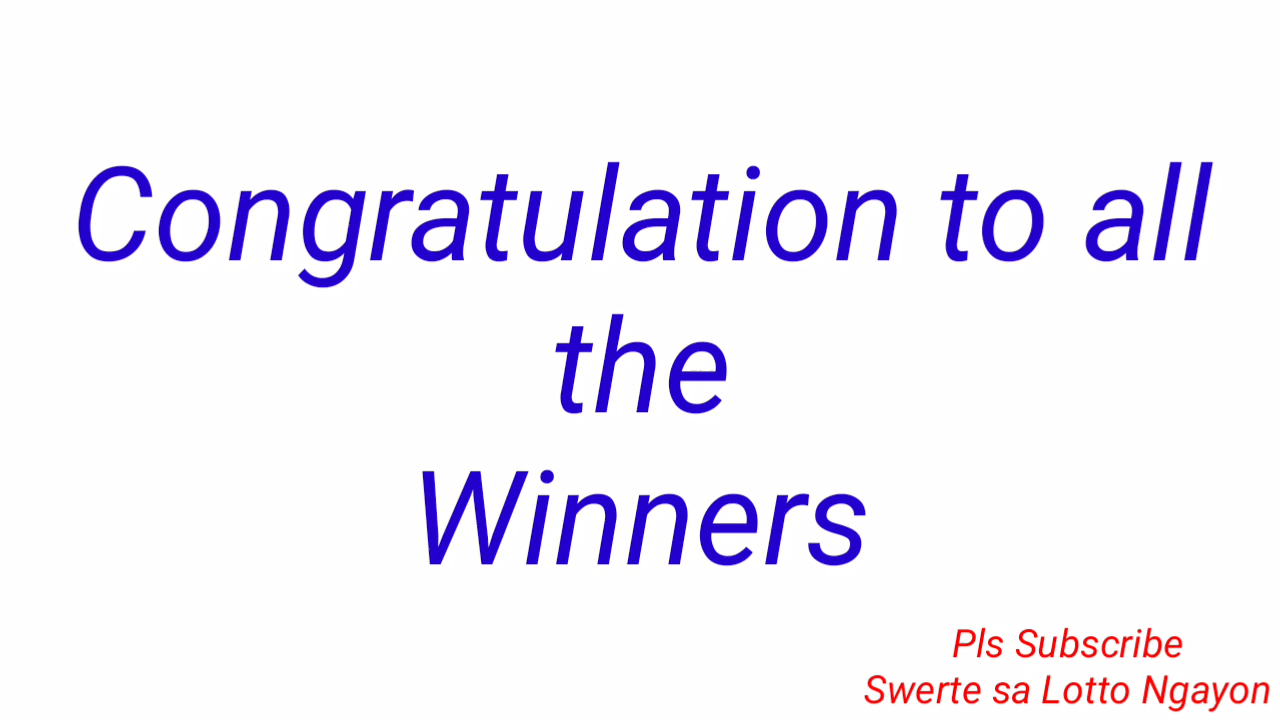 Congratulation to all
the
Winners
Pls Subscribe
Swerte sa Lotto Ngayon